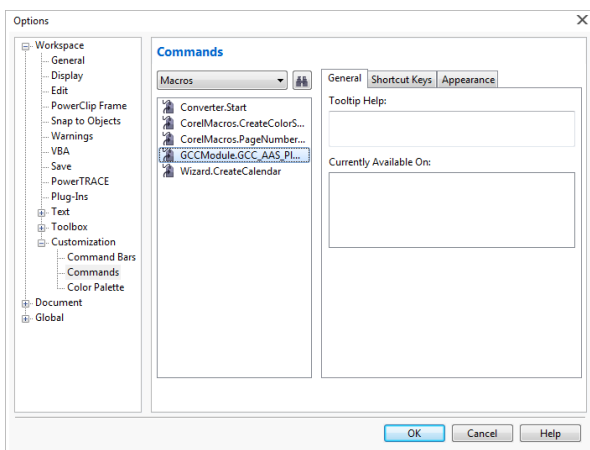 Options
Workspace
General
Display
Edit
PowerClip Frame
Snap to Objects
Warnings
VBA
Save
PowerTRACE
Plug-Ins
Text
Toolbox
Customization
Command Bars
Commands
Color Palette
Document
Global
Commands
Macros
Converter.Start
CorelMacros.CreateColorS...
CorelMacros.PageNumber...
GCCModule.GCC_AAS_Pl...
Wizard.CreateCalendar
General Shortcut Keys Appearance
Tooltip Help:
Currently Available On:
OK Cancel Help